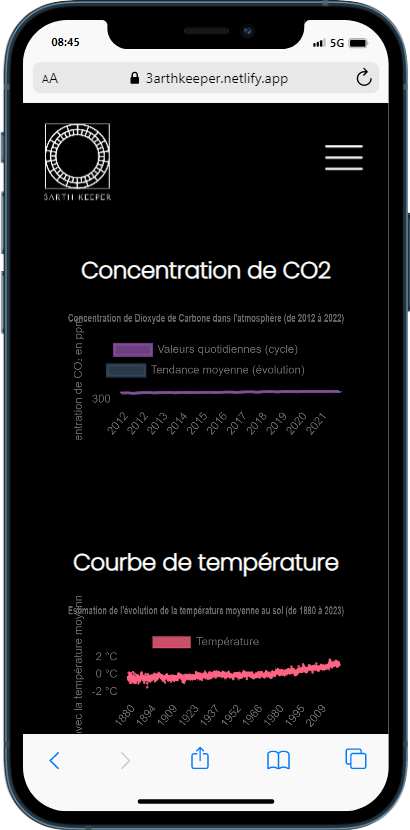 08:45
5G
AA
3arthkeeper.netlify.app
3ARTH KEEPER
Concentration de CO2
Concentration de Dioxyde de Carbone dans l'atmosphère (de 2012 à 2022)
entration de CO₂ en ppm
Valeurs quotidiennes (cycle)
Tendance moyenne (évolution)
300
2012 2012 2013 2014 2015 2016 2017 2018 2019 2020 2021
Courbe de température
Estimation de l'évolution de la température moyenne au sol (de 1880 à 2023)
avec la température moyenn
Température
2 °C
0 °C
-2 °C
1880 1894 1909 1923 1937 1952 1966 1980 1995 2009